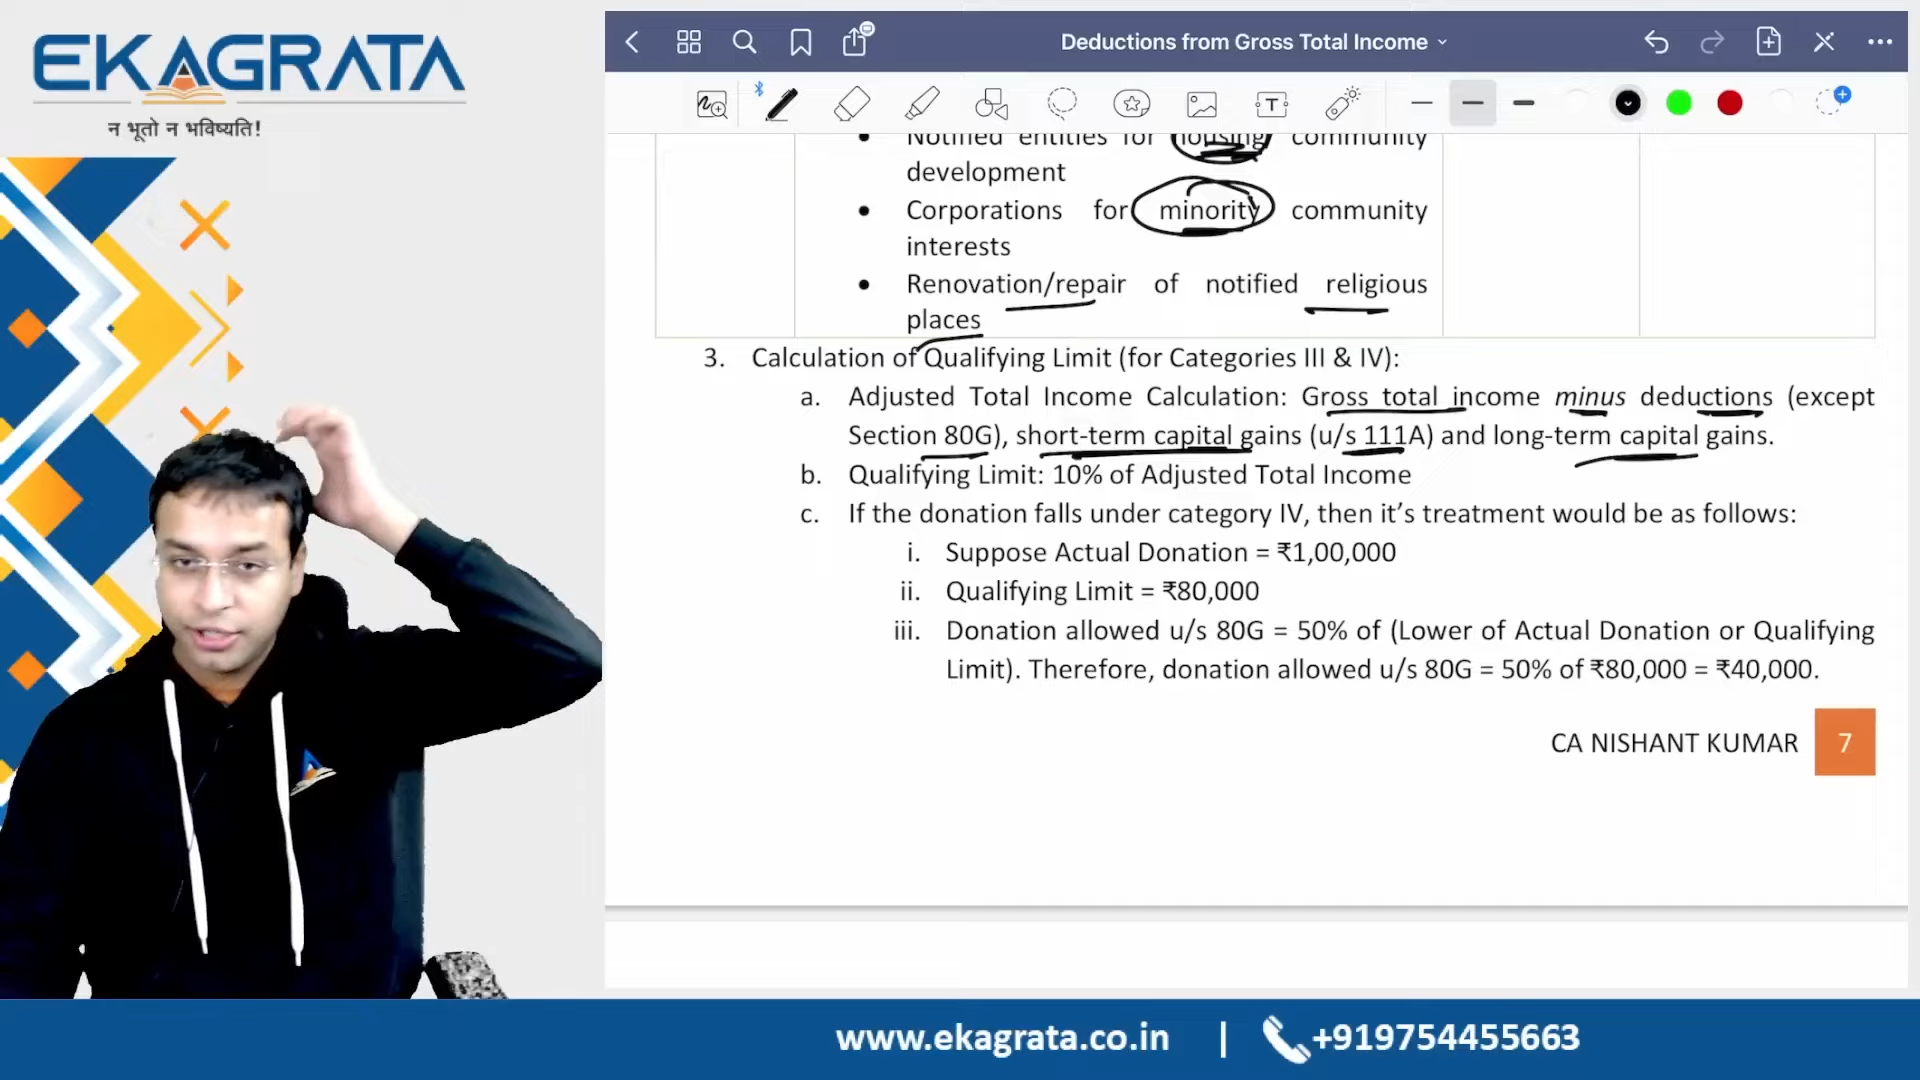 EKAGRATA
न भूतो न भविष्यति!
Deductions from Gross Total Income
T
Notified entities for housing community
development
• Corporations for minority community
interests
• Renovation/repair of notified religious
places
3. Calculation of Qualifying Limit (for Categories III & IV):
a. Adjusted Total Income Calculation: Gross total income minus deductions (except
Section 80G), short-term capital gains (u/s 111A) and long-term capital gains.
b. Qualifying Limit: 10% of Adjusted Total Income
c. If the donation falls under category IV, then it's treatment would be as follows:
i. Suppose Actual Donation = ₹1,00,000
ii. Qualifying Limit = ₹80,000
iii. Donation allowed u/s 80G = 50% of (Lower of Actual Donation or Qualifying
Limit). Therefore, donation allowed u/s 80G = 50% of ₹80,000 = ₹40,000.
CA NISHANT KUMAR 7
www.ekagrata.co.in | +919754455663